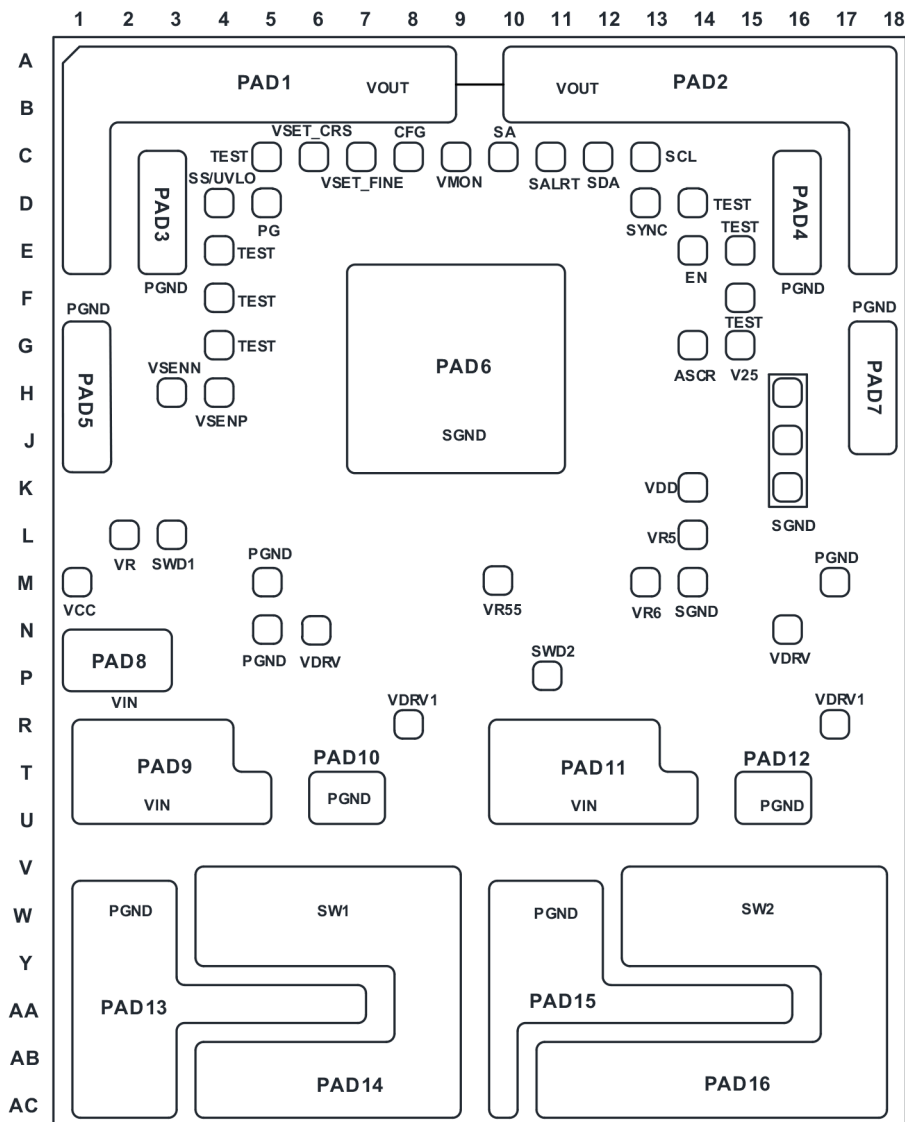 1 2 3 4 5 6 7 8 9 10 11 12 13 14 15 16 17 18
A
PAD1 VOUT VOUT PAD2
B
VSET_CRS CFG SA
C TEST SCL
SS/UVLO VSET_FINE VMON SALRT SDA
D PAD3 PAD4 TEST
PG SYNC TEST
E TEST
PGND EN PGND
F TEST
PGND TEST PGND
G TEST
VSENN PAD6 ASCR V25
H PAD5 PAD7
VSENP
J SGND
K VDD
SGND
L VR5
VR SWD1 PGND PGND
M
VCC VR55 VR6 SGND
N
PGND VDRV SWD2 VDRV
P PAD8
VIN VDRV1 VDRV1
R
PAD10 PAD12
T PAD9 PAD11
VIN PGND VIN PGND
U
V
W PGND SW1 PGND SW2
Y
AA PAD13 PAD15
AB
PAD14 PAD16
AC